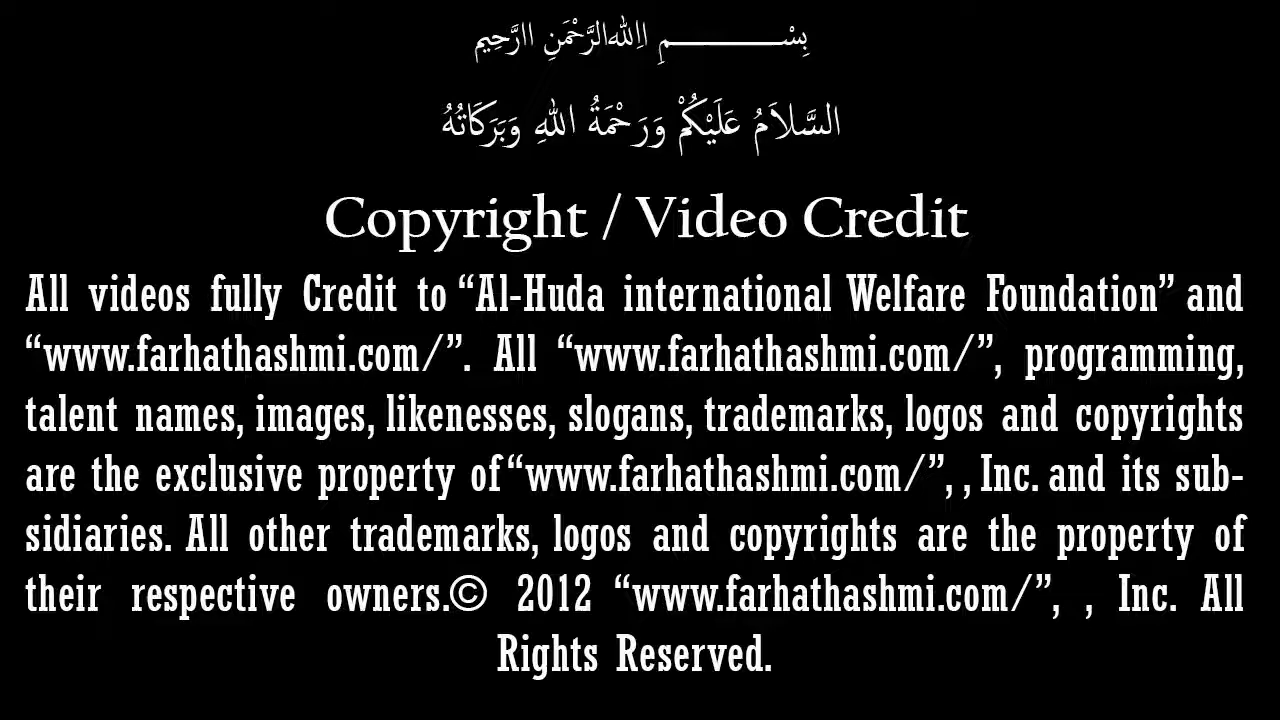 بِسْــــــــــــمِ اللهِ الرَّحْمَنِ االرَّحِيمِ
السَّلاَمُ عَلَيْكُمْ وَرَحْمَةُ اللهِ وَبَرَكَاتُهُ
Copyright / Video Credit
All videos fully Credit to “Al-Huda international Welfare Foundation” and
“www.farhathashmi.com/”. All “www.farhathashmi.com/”, programming,
talent names, images, likenesses, slogans, trademarks, logos and copyrights
are the exclusive property of “www.farhathashmi.com/”, , Inc. and its sub-
sidiaries. All other trademarks, logos and copyrights are the property of
their respective owners.© 2012 “www.farhathashmi.com/”, , Inc. All
Rights Reserved.